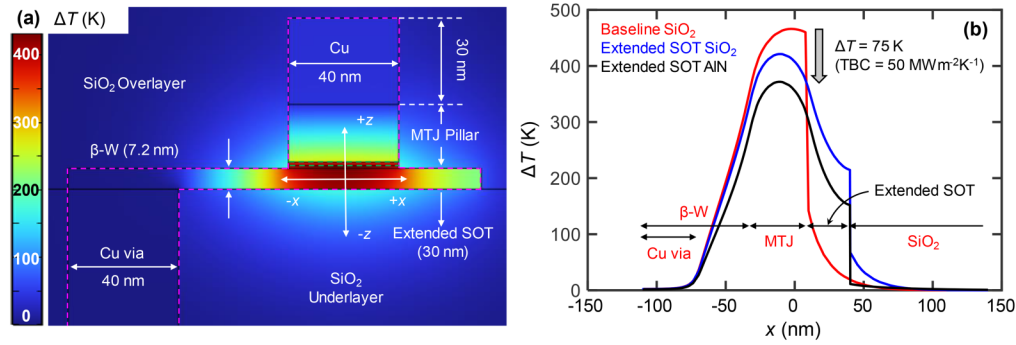 (a)
ΔT (K)
400
300
200
100
0
Cu
40 nm
30 nm
SiO2 Overlayer
+z
MTJ Pillar
β-W (7.2 nm)
-x
+x
-z
Extended SOT
(30 nm)
Cu via
40 nm
SiO2
Underlayer
(b)
500
400
300
200
100
0
ΔT (K)
Baseline SiO2
Extended SOT SiO2
Extended SOT AlN
ΔT = 75 K
(TBC = 50 MWm-2K-1)
Extended SOT
β-W
MTJ
SiO2
Cu via
-150
-100
-50
0
50
100
150
x (nm)